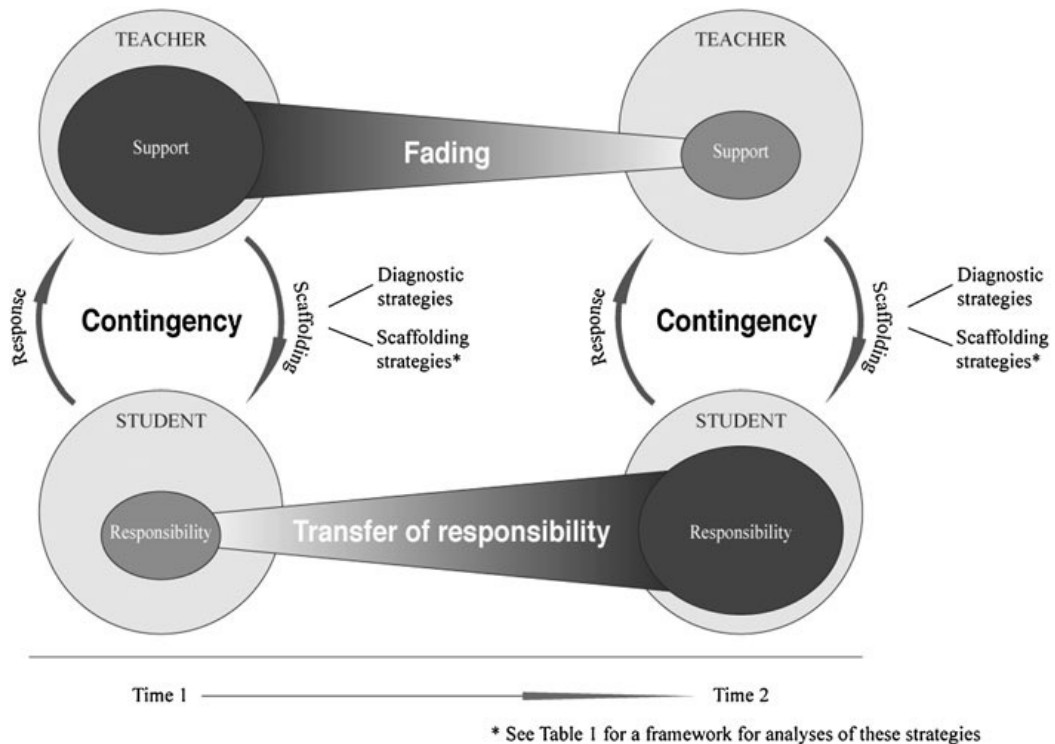 TEACHER
TEACHER
Support
Fading
Support
Response
Contingency
Scaffolding
Diagnostic
strategies
Scaffolding
strategies*
Response
Contingency
Scaffolding
Diagnostic
strategies
Scaffolding
strategies*
STUDENT
STUDENT
Responsibility
Transfer of responsibility
Responsibility
Time 1
Time 2
* See Table 1 for a framework for analyses of these strategies